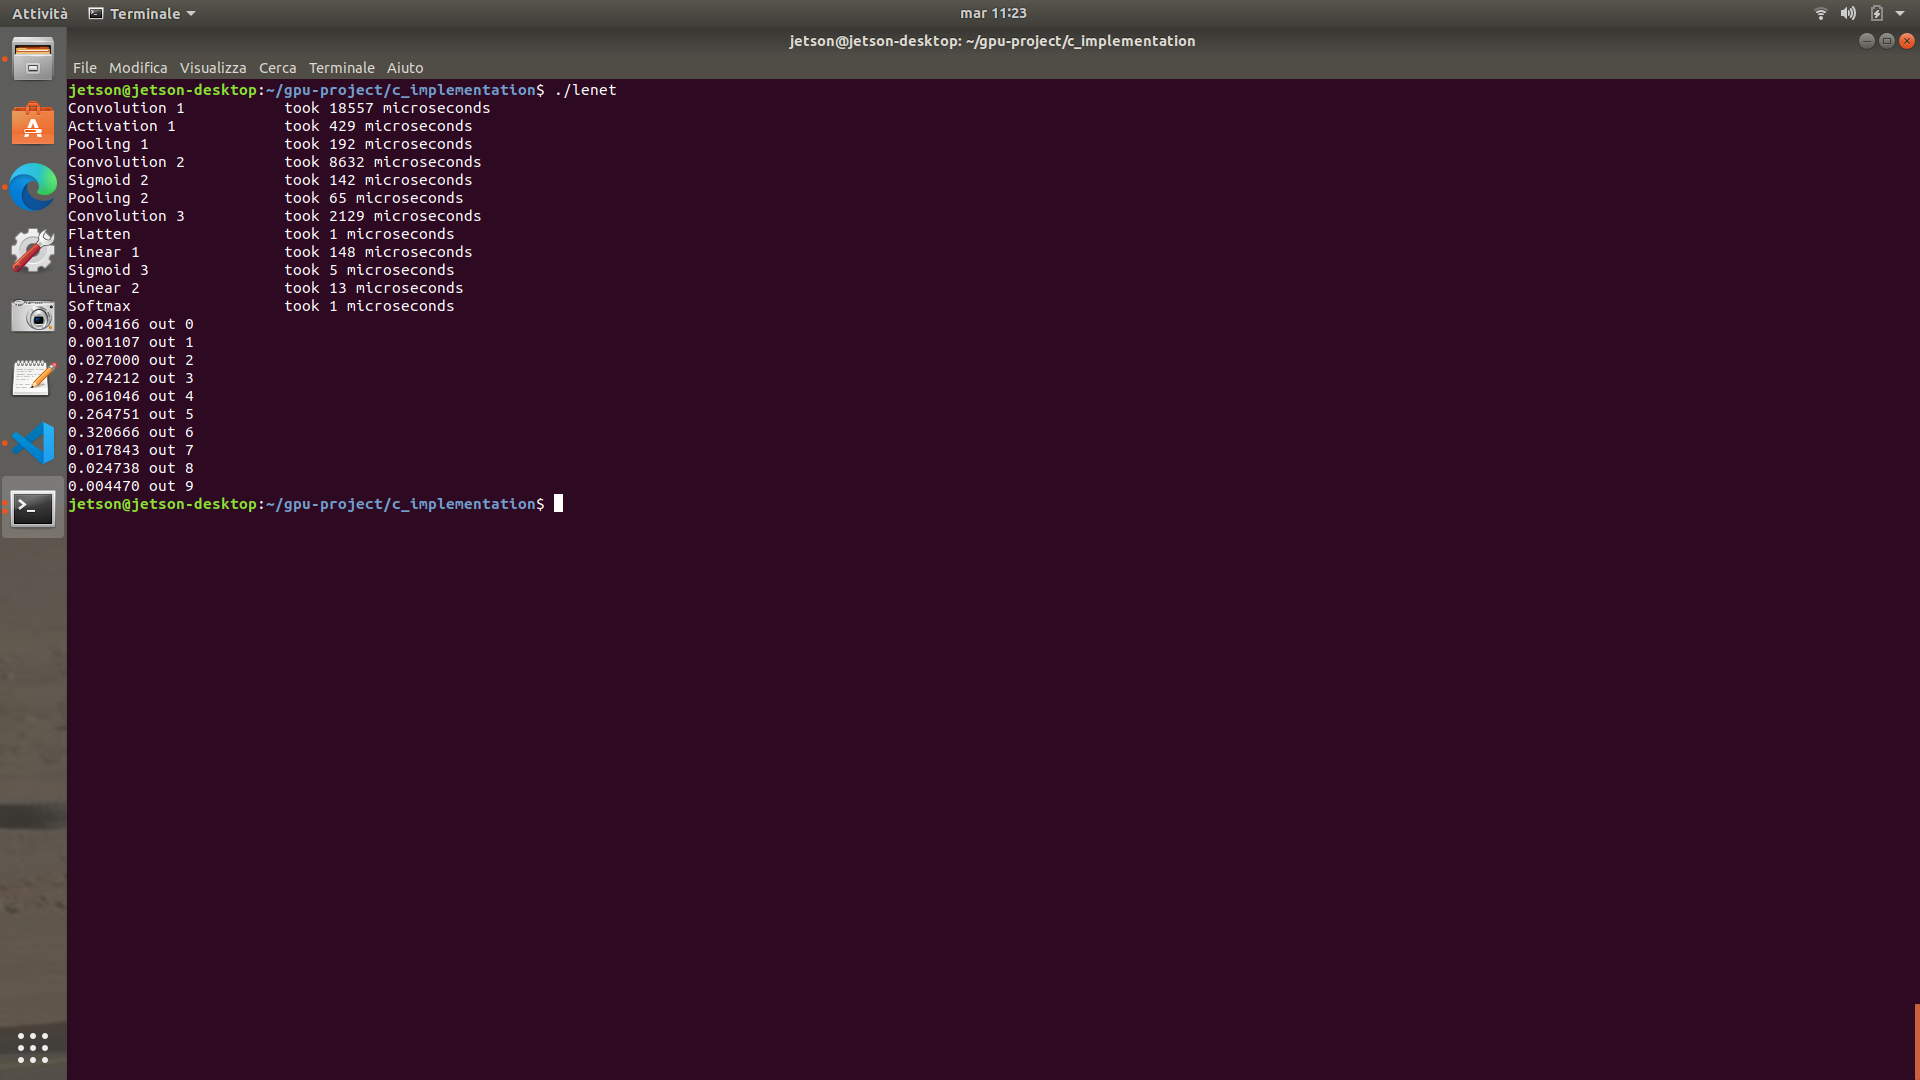 Attività Terminale mar 11:23
jetson@jetson-desktop: ~/gpu-project/c_implementation
File Modifica Visualizza Cerca Terminale Aiuto
jetson@jetson-desktop:~/gpu-project/c_implementation$ ./lenet
Convolution 1 took 18557 microseconds
Activation 1 took 429 microseconds
Pooling 1 took 192 microseconds
Convolution 2 took 8632 microseconds
Sigmoid 2 took 142 microseconds
Pooling 2 took 65 microseconds
Convolution 3 took 2129 microseconds
Flatten took 1 microseconds
Linear 1 took 148 microseconds
Sigmoid 3 took 5 microseconds
Linear 2 took 13 microseconds
Softmax took 1 microseconds
0.004166 out 0
0.001107 out 1
0.027000 out 2
0.274212 out 3
0.061046 out 4
0.264751 out 5
0.320666 out 6
0.017843 out 7
0.024738 out 8
0.004470 out 9
jetson@jetson-desktop:~/gpu-project/c_implementation$